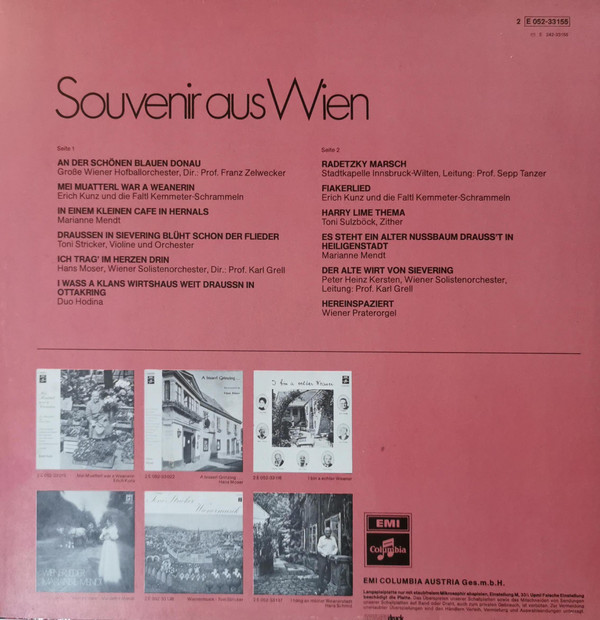 2 E 052-33155
Souvenir aus Wien
Seite 1
AN DER SCHÖNEN BLAUEN DONAU
Große Wiener Hofballorchester, Dir.: Prof. Franz Zelwecker
MEI MUATTERL WAR A WEANERIN
Erich Kunz und die Faltl Kemmeter-Schrammeln
IN EINEM KLEINEN CAFE IN HERNALS
Marianne Mendt
DRAUSSEN IN SIEVERING BLÜHT SCHON DER FLIEDER
Toni Stricker, Violine und Orchester
ICH TRAG' IM HERZEN DRIN
Hans Moser, Wiener Solistenorchester, Dir.: Prof. Karl Grell
I WASS A KLANS WIRTSHAUS WEIT DRAUSSN IN
OTTAKRING
Duo Hodina
Seite 2
RADETZKY MARSCH
Stadtkapelle Innsbruck-Wilten, Leitung: Prof. Sepp Tanzer
FIAKERLIED
Erich Kunz und die Faltl Kemmeter-Schrammeln
HARRY LIME THEMA
Toni Sulzböck, Zither
ES STEHT EIN ALTER NUSSBAUM DRAUSS'T IN
HEILIGENSTADT
Marianne Mendt
DER ALTE WIRT VON SIEVERING
Peter Heinz Kersten, Wiener Solistenorchester,
Leitung: Prof. Karl Grell
HEREINSPAZIERT
Wiener Praterorgel
EMI
Columbia
EMI COLUMBIA AUSTRIA Ges.m.b.H.